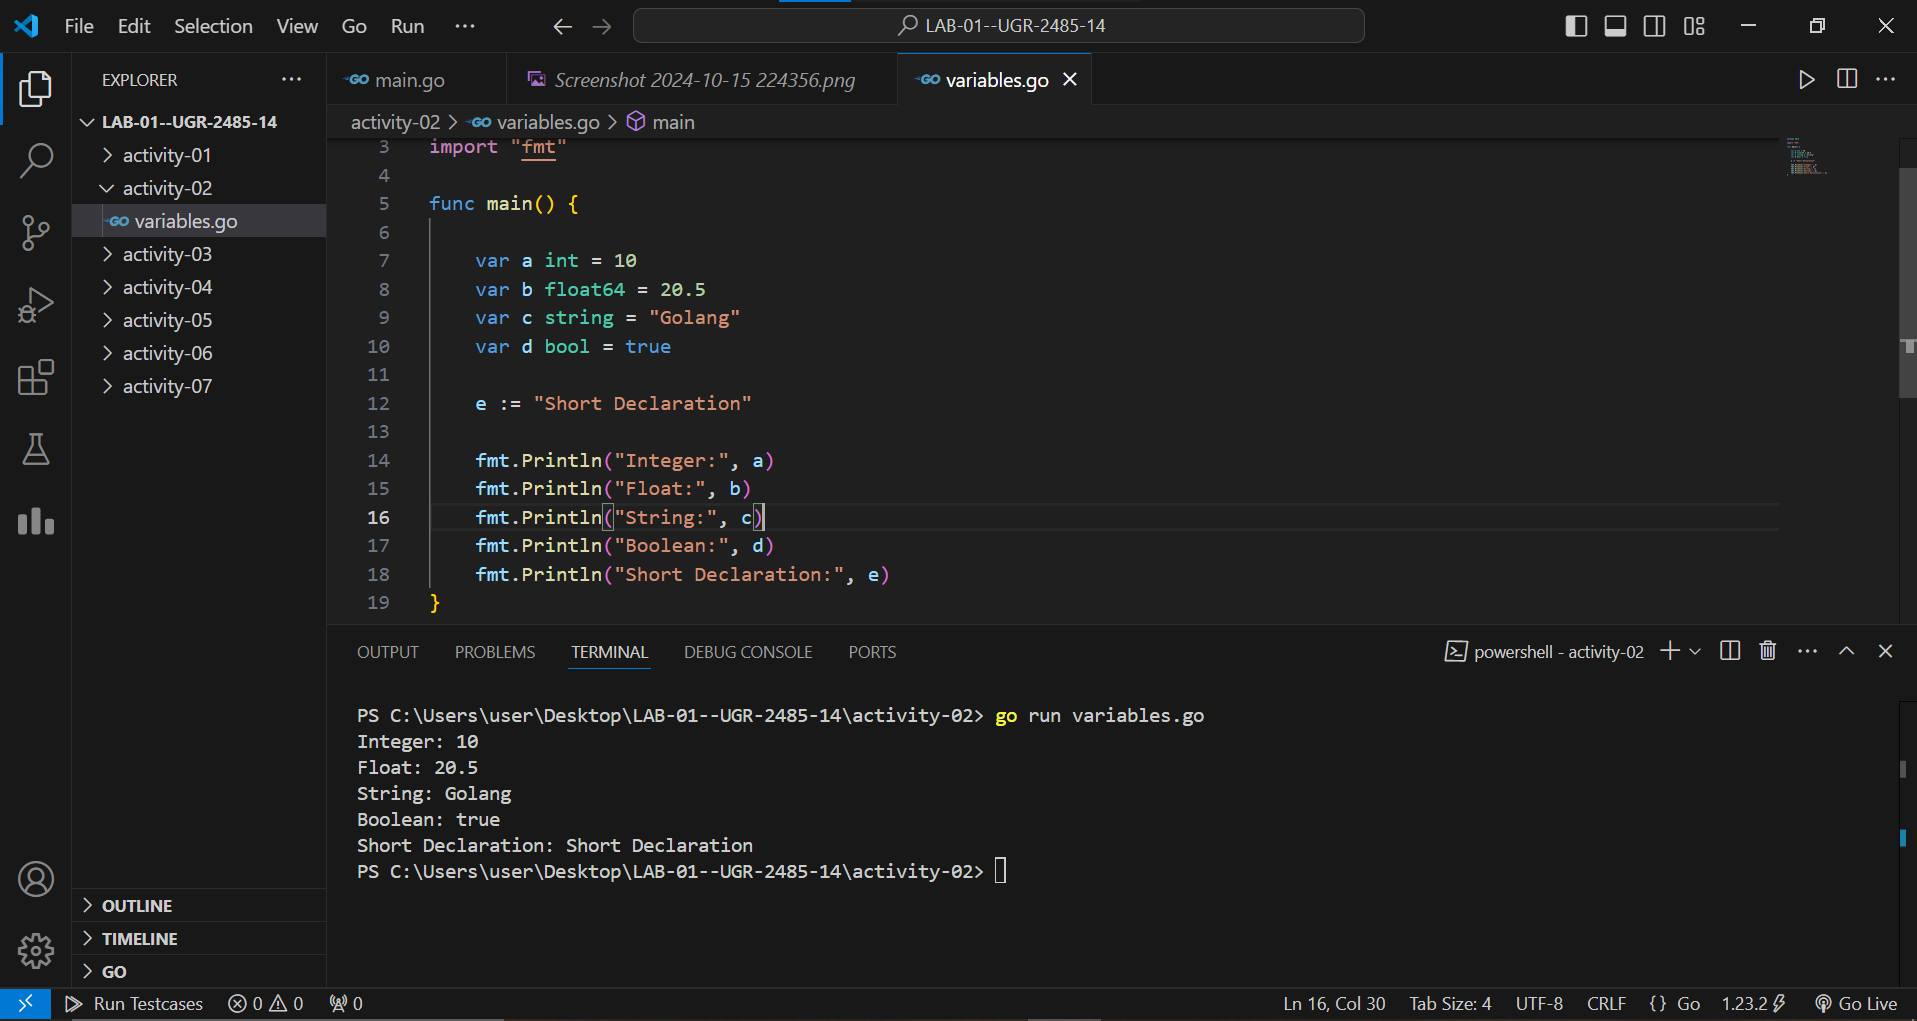 File Edit Selection View Go Run ··· LAB-01--UGR-2485-14
EXPLORER ···
LAB-01--UGR-2485-14
activity-01
activity-02
GO variables.go
activity-03
activity-04
activity-05
activity-06
activity-07
OUTLINE
TIMELINE
GO
GO main.go Screenshot 2024-10-15 224356.png GO variables.go
activity-02 > GO variables.go > main
3 import "fmt"
4
5 func main() {
6
7 var a int = 10
8 var b float64 = 20.5
9 var c string = "Golang"
10 var d bool = true
11
12 e := "Short Declaration"
13
14 fmt.Println("Integer:", a)
15 fmt.Println("Float:", b)
16 fmt.Println("String:", c)
17 fmt.Println("Boolean:", d)
18 fmt.Println("Short Declaration:", e)
19 }
OUTPUT PROBLEMS TERMINAL DEBUG CONSOLE PORTS powershell - activity-02
PS C:\Users\user\Desktop\LAB-01--UGR-2485-14\activity-02> go run variables.go
Integer: 10
Float: 20.5
String: Golang
Boolean: true
Short Declaration: Short Declaration
PS C:\Users\user\Desktop\LAB-01--UGR-2485-14\activity-02>
Run Testcases 0 0 0 Ln 16, Col 30 Tab Size: 4 UTF-8 CRLF {} Go 1.23.2 Go Live